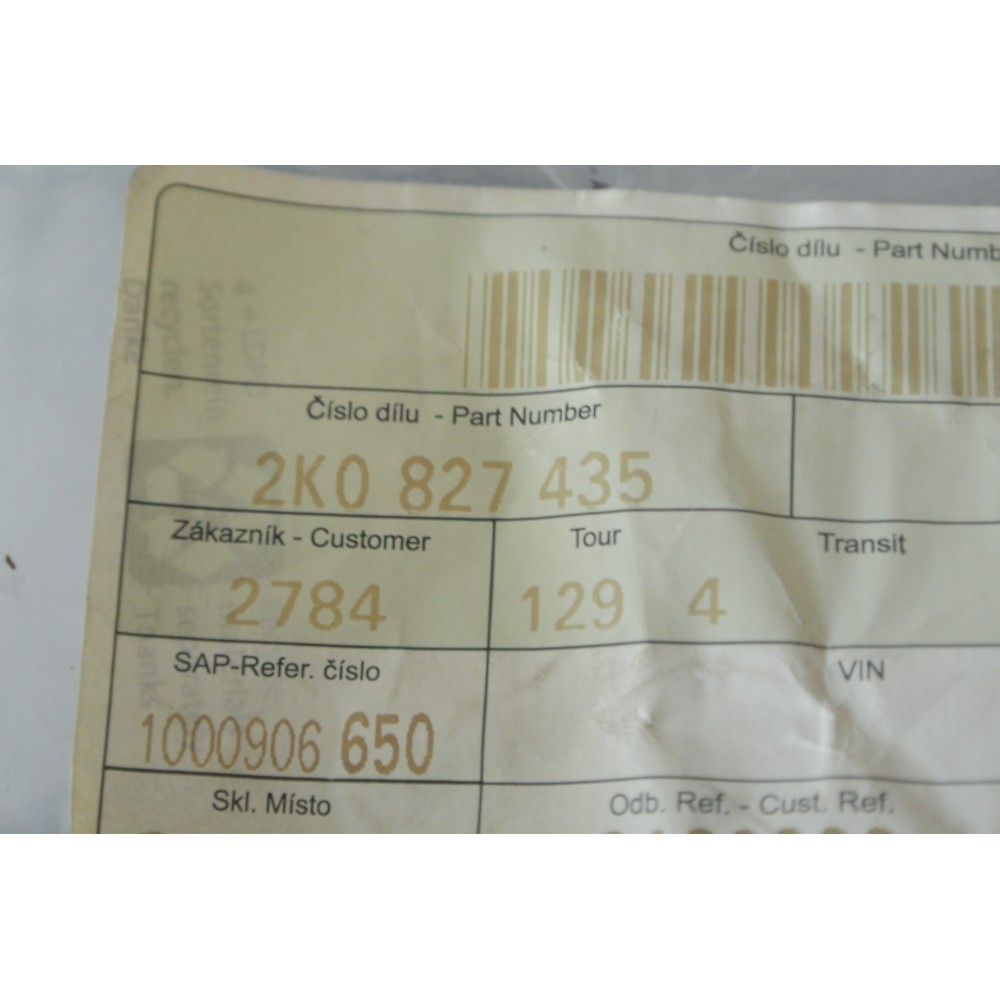 Číslo dílu - Part Numb
Číslo dílu - Part Number
2K0 827 435
Zákazník - Customer Tour Transit
2784 129 4
SAP-Refer. číslo VIN
1000906 650
Skl. Místo Odb. Ref. - Cust. Ref.